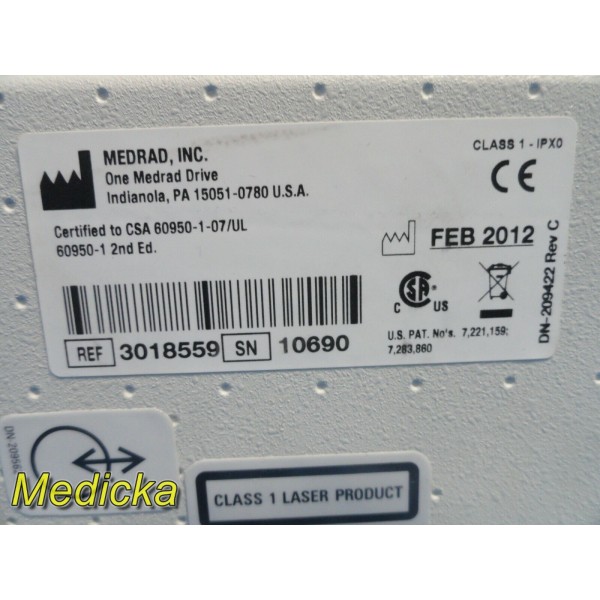 MEDRAD, INC.
One Medrad Drive
Indianola, PA 15051-0780 U.S.A.
CLASS 1 - IPX0
CE
Certified to CSA 60950-1-07/UL
60950-1 2nd Ed.
FEB 2012
C US
U.S. PAT. No's. 7,221,159;
7,283,860
REF 3018559 SN 10690
DN-209422 Rev C
Medicka
CLASS 1 LASER PRODUCT